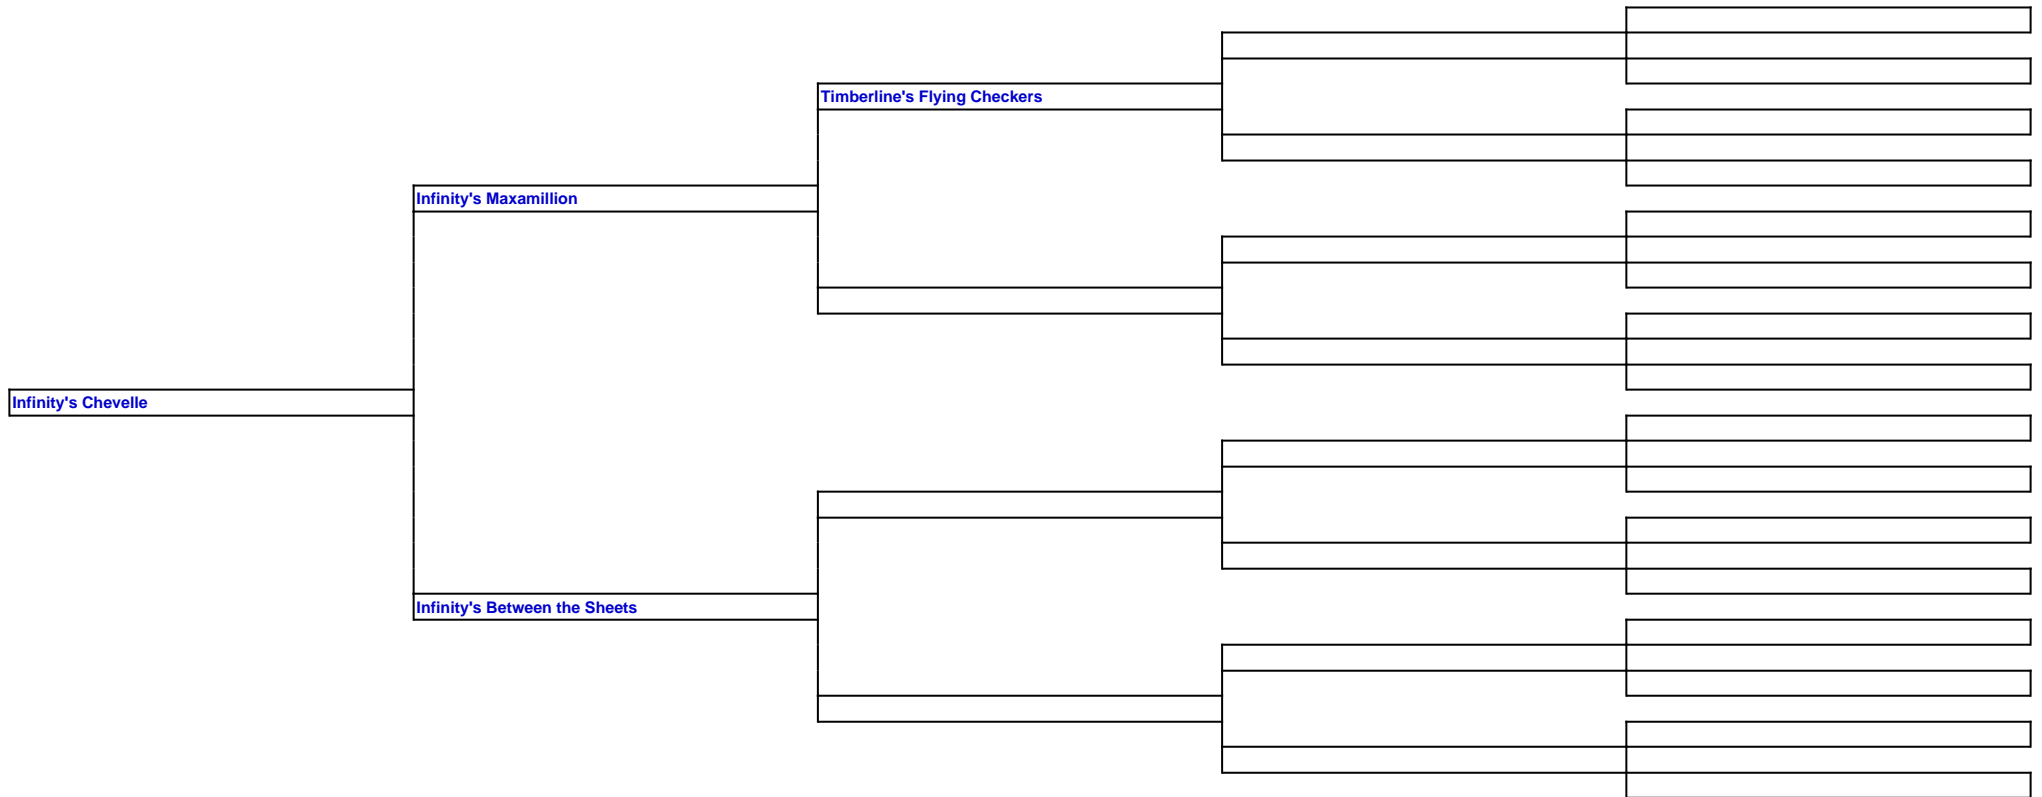 Timberline's Flying Checkers
Infinity's Maxamillion
Infinity's Chevelle
Infinity's Between the Sheets